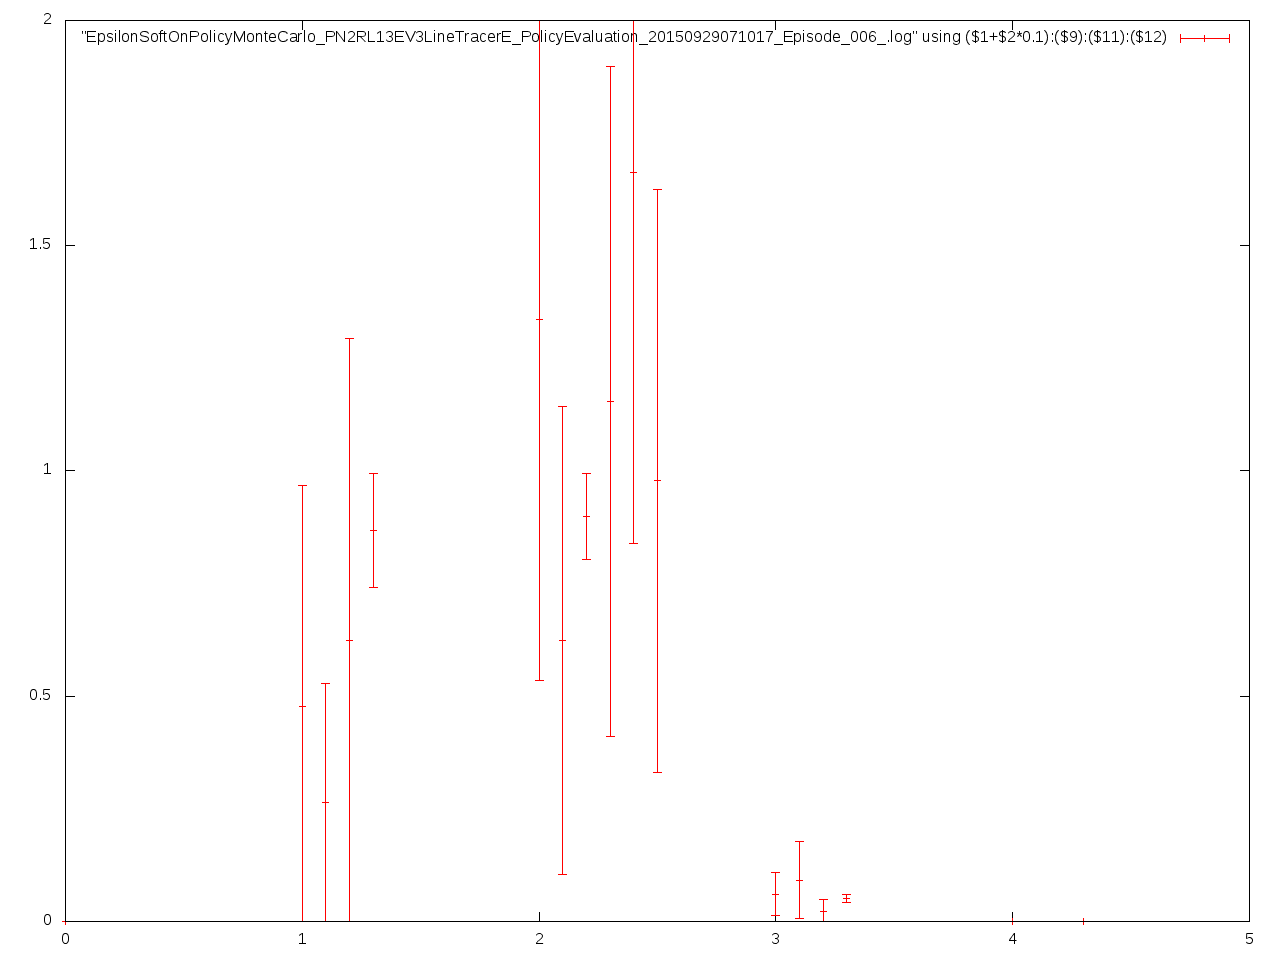 2
"EpsilonSoftOnPolicyMonteCarlo_PN2RL13EV3LineTracerE_PolicyEvaluation_20150929071017_Episode_006_.log" using ($1+$2*0.1):($9):($11):($12)
1.5
1
0.5
0
0 1 2 3 4 5